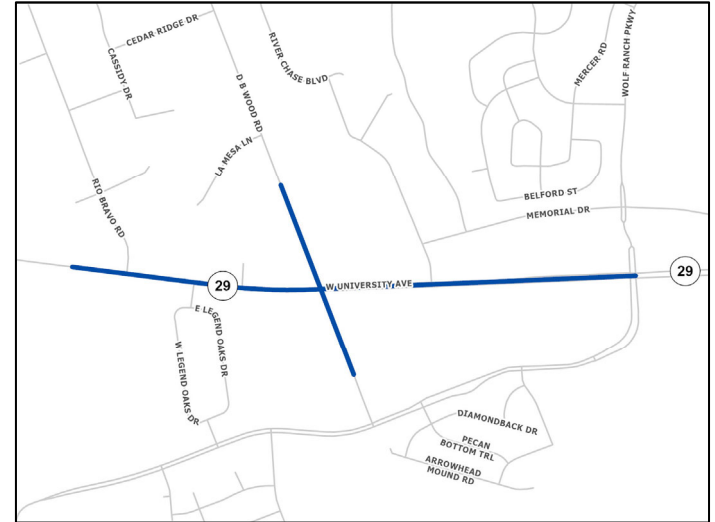 CEDAR RIDGE DR
CASSIDY DR
RIVER CHASE BLVD
D B WOOD RD
MERCER RD
WOLF RANCH PKWY
LA MESA LN
RIO BRAVO RD
BELFORD ST
MEMORIAL DR
29
W UNIVERSITY AVE
29
E LEGEND OAKS DR
W LEGEND OAKS DR
DIAMONDBACK DR
PECAN
BOTTOM TRL
ARROWHEAD
MOUND RD